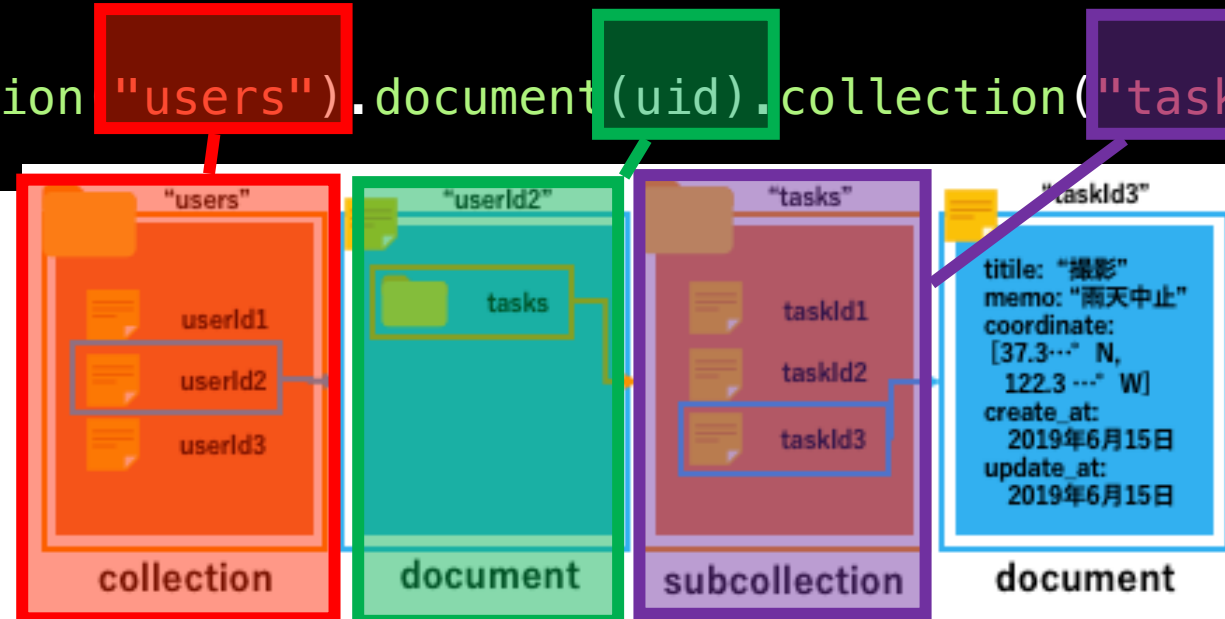 ion "users").document(uid).collection("task
"users"
userId1
userId2
userId3
collection
"userId2"
tasks
document
"tasks"
taskId1
taskId2
taskId3
subcollection
"taskId3"
titile: “撮影”
memo: “雨天中止”
coordinate:
[37.3…° N,
122.3 …° W]
create_at:
2019年6月15日
update_at:
2019年6月15日
document